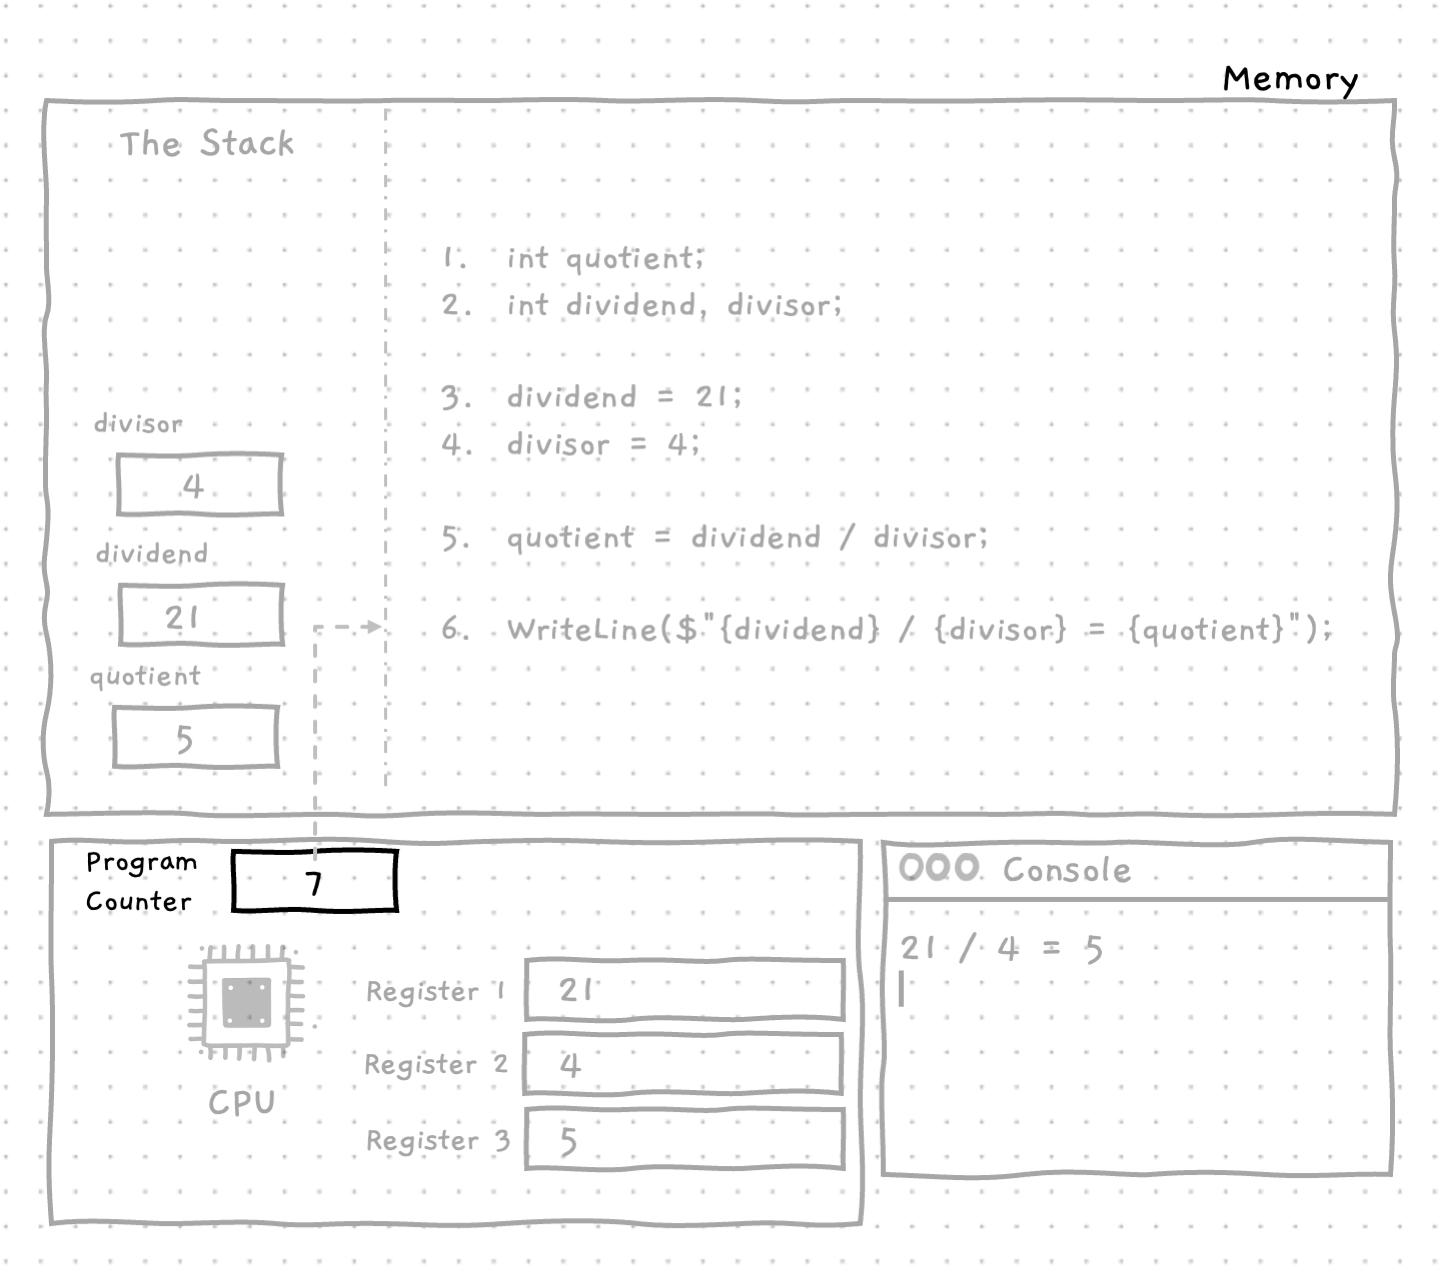 Memory
The Stack
1. int quotient;
2. int dividend, divisor;
3. dividend = 21;
4. divisor = 4;
5. quotient = dividend / divisor;
6. WriteLine($"{dividend} / {divisor} = {quotient}");
divisor
4
dividend
21
quotient
5
Program
Counter
7
CPU
Register 1
21
Register 2
4
Register 3
5
Console
21 / 4 = 5